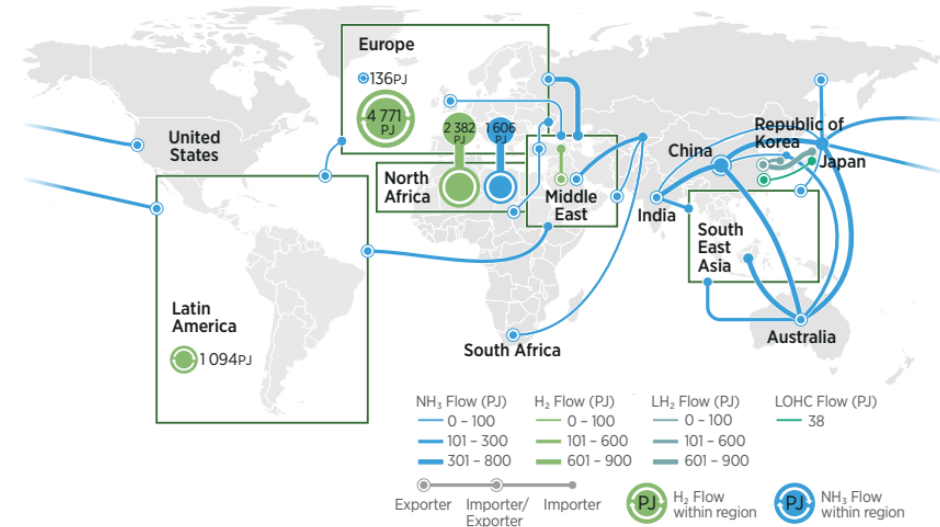 Europe
136PJ
4 771
PJ
2 382
PJ
1 606
PJ
United
States
North
Africa
Middle
East
Republic of
Korea
China
Japan
India
South
East
Asia
Latin
America
1 094PJ
South Africa
Australia
NH₃ Flow (PJ)
0 – 100
101 – 300
301 – 800
H₂ Flow (PJ)
0 – 100
101 – 600
601 – 900
LH₂ Flow (PJ)
0 – 100
101 – 600
601 – 900
LOHC Flow (PJ)
38
Exporter
Importer/
Exporter
Importer
PJ
H₂ Flow
within region
PJ
NH₃ Flow
within region